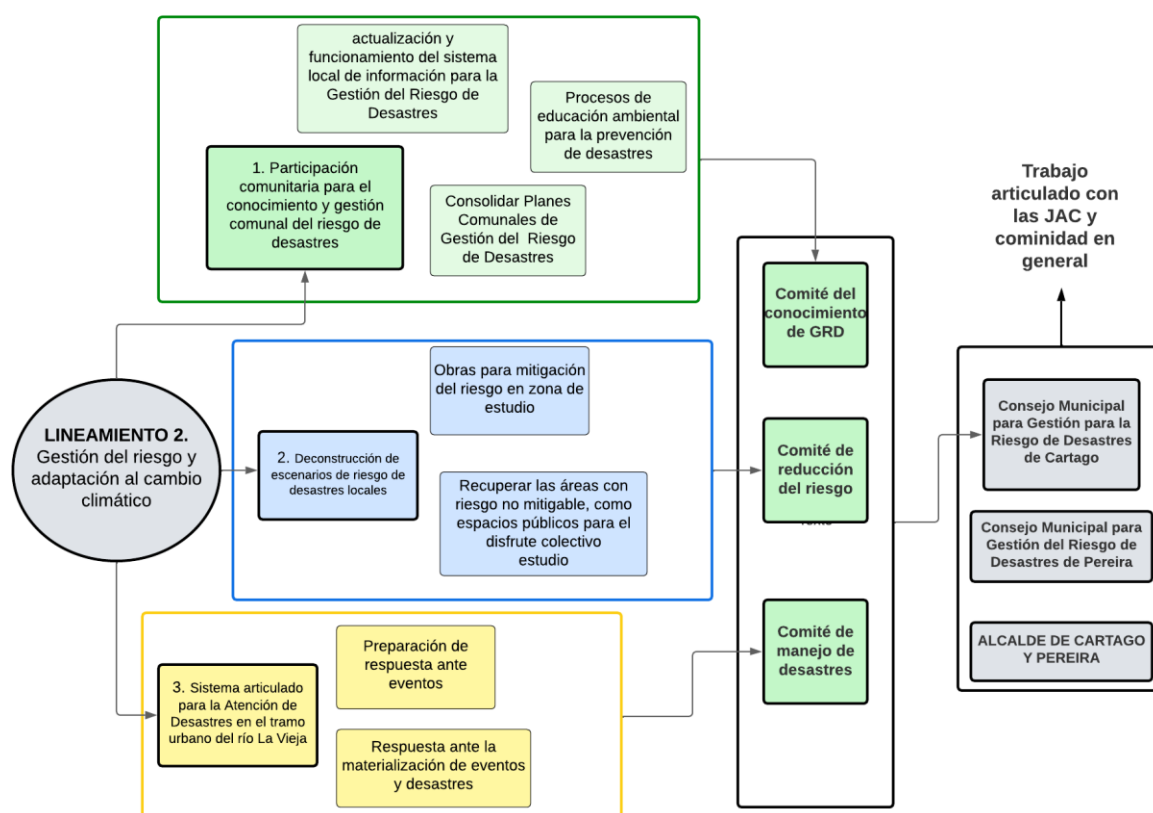 actualización y
funcionamiento del sistema
local de información para la
Gestión del Riesgo de
Desastres
Procesos de
educación ambiental
para la prevención
de desastres
1. Participación
comunitaria para el
conocimiento y gestión
comunal del riesgo de
desastres
Consolidar Planes
Comunales de
Gestión del Riesgo
de Desastres
Trabajo
articulado con
las JAC y
cominidad en
general
Comité del
conocimiento
de GRD
Obras para mitigación
del riesgo en zona de
estudio
LINEAMIENTO 2.
Gestión del riesgo y
adaptación al cambio
climático
2. Deconstrucción de
escenarios de riesgo de
desastres locales
Recuperar las áreas con
riesgo no mitigable, como
espacios públicos para el
disfrute colectivo
estudio
Comité de
reducción
del riesgo
Consejo Municipal
para Gestión para la
Riesgo de Desastres
de Cartago
Consejo Municipal para
Gestión del Riesgo de
Desastres de Pereira
ALCALDE DE CARTAGO
Y PEREIRA
Preparación de
respuesta ante
eventos
3. Sistema articulado
para la Atención de
Desastres en el tramo
urbano del río La Vieja
Respuesta ante la
materialización de eventos
y desastres
Comité de
manejo de
desastres